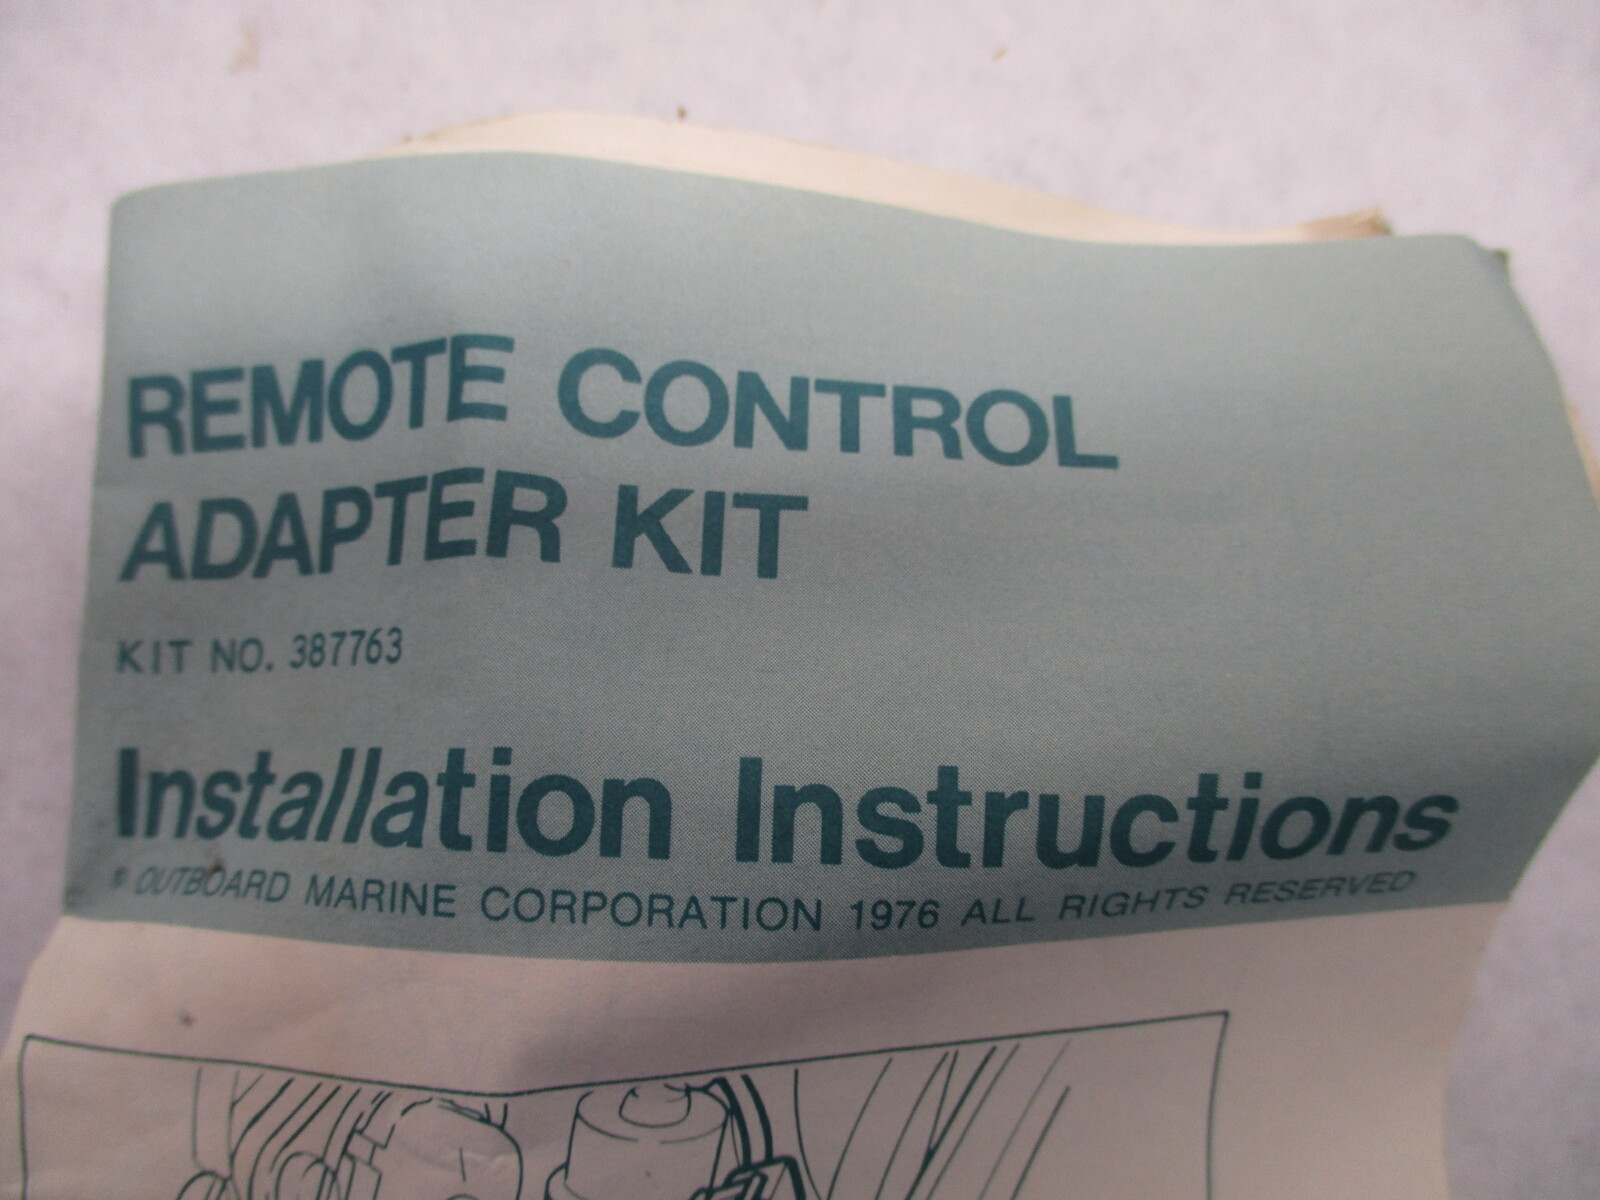 REMOTE CONTROL
ADAPTER KIT
KIT NO. 387763
Installation Instructions
© OUTBOARD MARINE CORPORATION 1976 ALL RIGHTS RESERVED